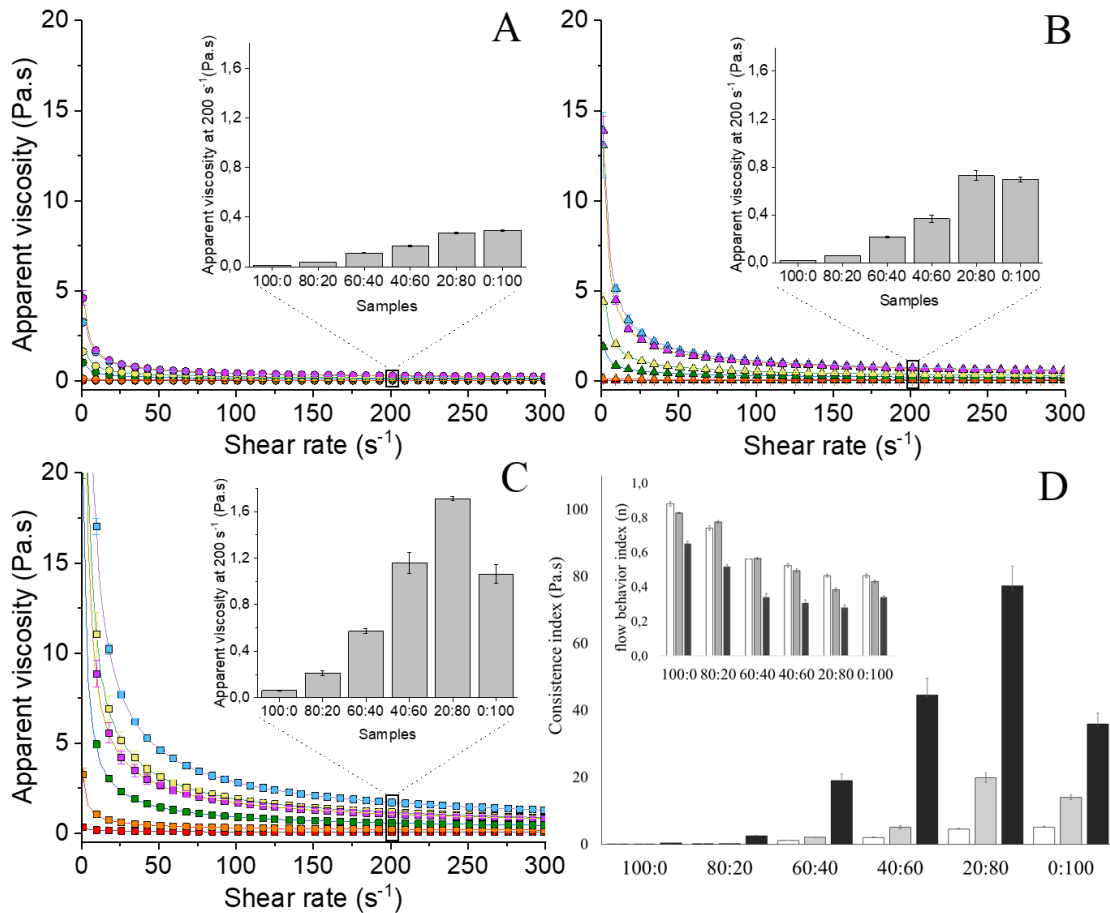 A
Apparent viscosity (Pa.s)
20
15
10
5
0
0 50 100 150 200 250 300
Shear rate (s⁻¹)
Apparent viscosity at 200 s⁻¹ (Pa.s)
1,6
1,2
0,8
0,4
0,0
100:0 80:20 60:40 40:60 20:80 0:100
Samples
B
20
15
10
5
0
0 50 100 150 200 250 300
Shear rate (s⁻¹)
Apparent viscosity at 200 s⁻¹ (Pa.s)
1,6
1,2
0,8
0,4
0,0
100:0 80:20 60:40 40:60 20:80 0:100
Samples
C
Apparent viscosity (Pa.s)
20
15
10
5
0
0 50 100 150 200 250 300
Shear rate (s⁻¹)
Apparent viscosity at 200 s⁻¹ (Pa.s)
1,6
1,2
0,8
0,4
0,0
100:0 80:20 60:40 40:60 20:80 0:100
Samples
D
Consistence index (Pa.s)
100
80
60
40
20
0
100:0 80:20 60:40 40:60 20:80 0:100
flow behavior index (n)
1,0
0,8
0,6
0,4
0,2
0,0
100:0 80:20 60:40 40:60 20:80 0:100